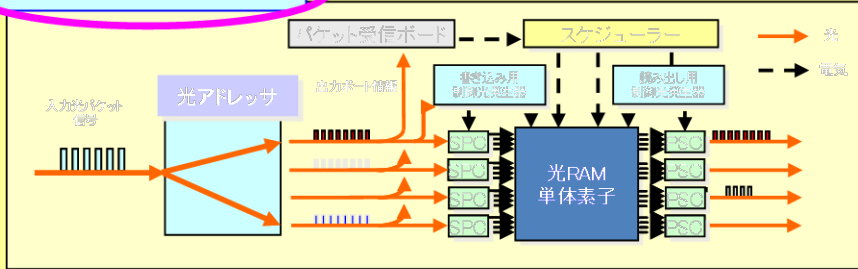 パケット受信ボード
スケジューラー
光
電気
入力光パケット
信号
光アドレッサ
出力ポート情報
書き込み用
制御光発生器
読み出し用
制御光発生器
SPC
SPC
SPC
SPC
光RAM
単体素子
PSC
PSC
PSC
PSC